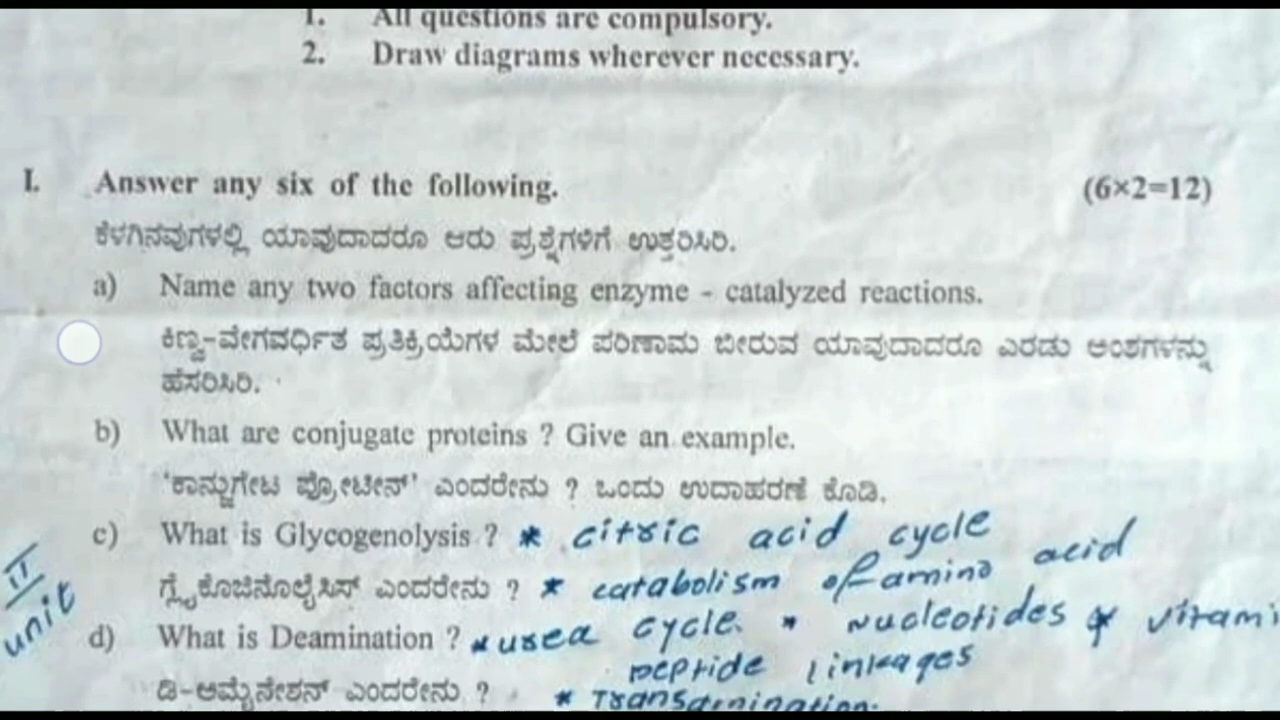 1. All questions are compulsory.
2. Draw diagrams wherever necessary.
I. Answer any six of the following. (6×2=12)
ಕೆಳಗಿನವುಗಳಲ್ಲಿ ಯಾವುದಾದರೂ ಆರು ಪ್ರಶ್ನೆಗಳಿಗೆ ಉತ್ತರಿಸಿರಿ.
a) Name any two factors affecting enzyme - catalyzed reactions.
ಕಿಣ್ವ-ವೇಗವರ್ಧಿತ ಪ್ರತಿಕ್ರಿಯೆಗಳ ಮೇಲೆ ಪರಿಣಾಮ ಬೀರುವ ಯಾವುದಾದರೂ ಎರಡು ಅಂಶಗಳನ್ನು
ಹೆಸರಿಸಿರಿ.
b) What are conjugate proteins ? Give an example.
'ಕಾನ್ಜುಗೇಟ ಪ್ರೋಟೀನ್' ಎಂದರೇನು ? ಒಂದು ಉದಾಹರಣೆ ಕೊಡಿ.
c) What is Glycogenolysis ? * citric acid cycle
ಗ್ಲೈಕೊಜಿನೊಲೈಸಿಸ್ ಎಂದರೇನು ? * catabolism of amino acid
II unit
d) What is Deamination ? * urea cycle * Nucleotides * vitami
peptide linkages
ಡಿ-ಅಮೈನೇಶನ್ ಎಂದರೇನು ? * Transamination.